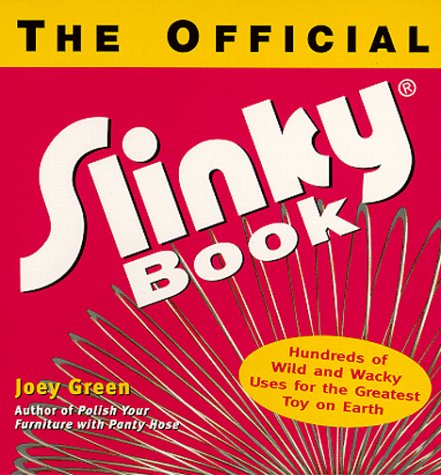 THE OFFICIAL
Slinky®
BOOK
Hundreds of
Wild and Wacky
Uses for the Greatest
Toy on Earth
Joey Green
Author of Polish Your
Furniture with Panty Hose